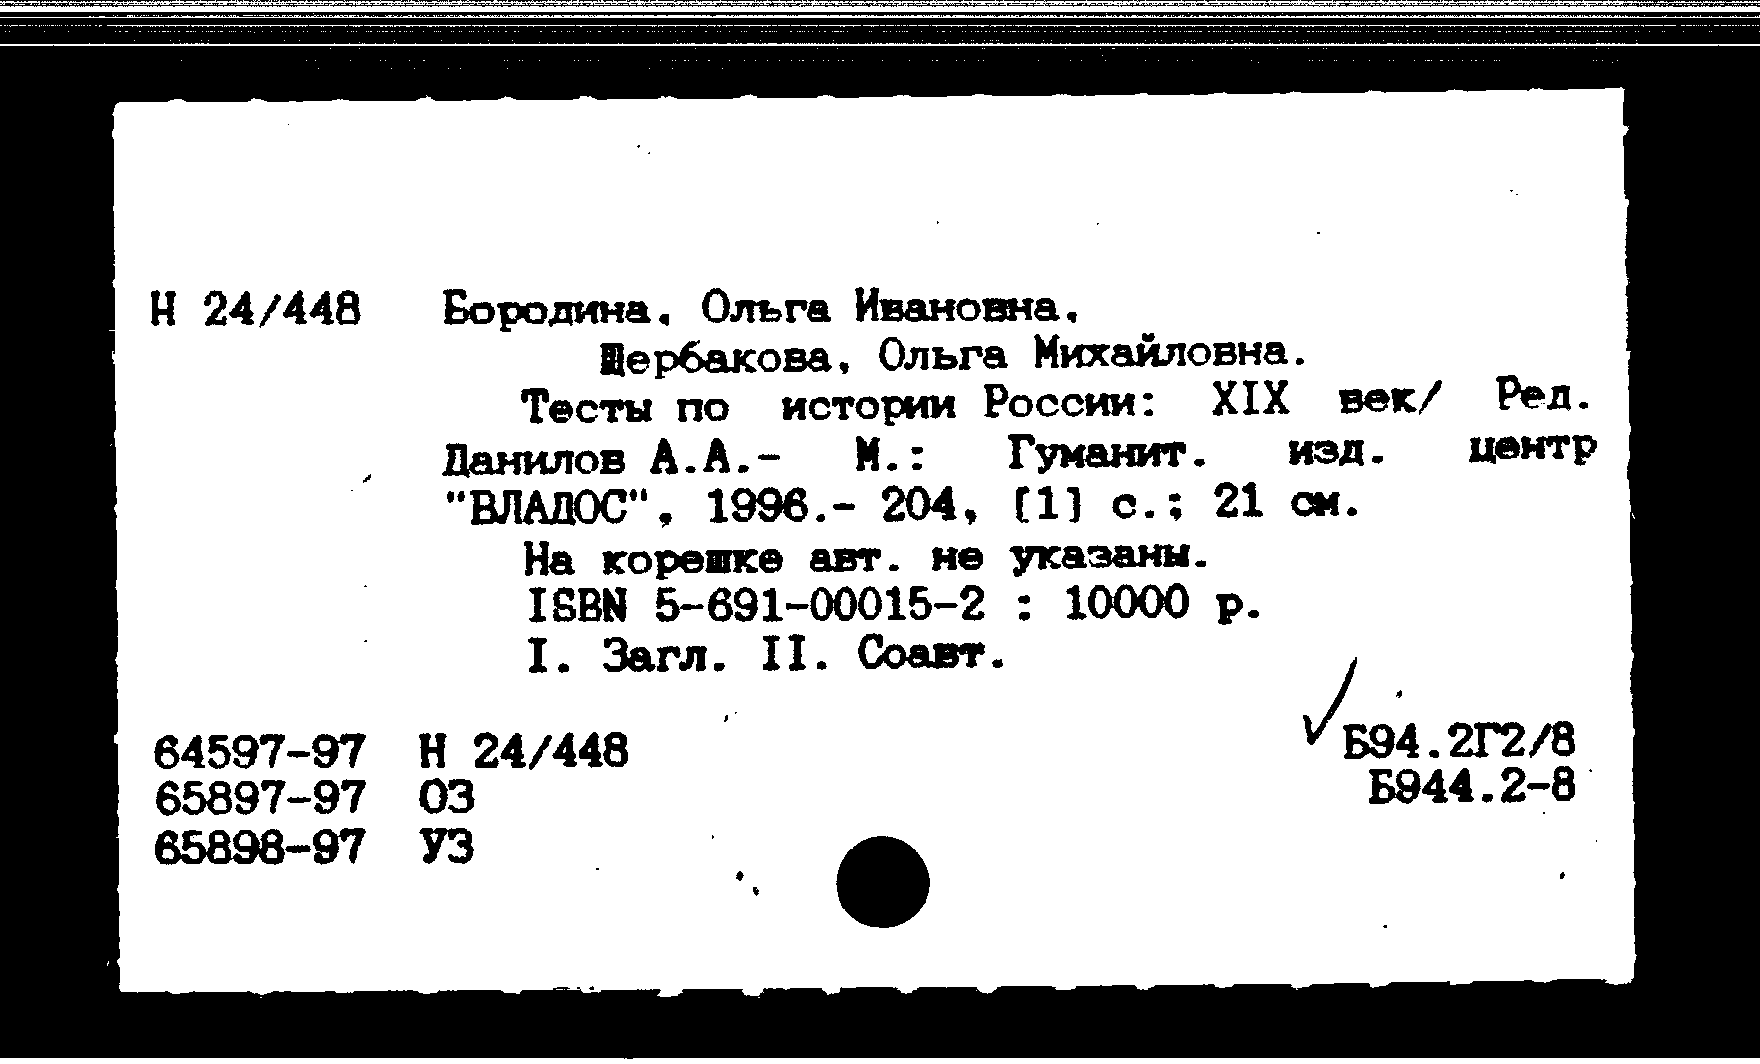 Н 24/448 Бородина, Ольга Ивановна,
Щербакова, Ольга Михайловна.
Тесты по истории России: XIX век/ Ред.
Данилов А.А.- М.: Гуманит. изд. центр
"ВЛАДОС", 1996.- 204, [1] с.; 21 см.
На корешке авт. не указаны.
ISBN 5-691-00015-2 : 10000 р.
I. Загл. II. Соавт.
64597-97 Н 24/448 Б94.2Г2/8
65897-97 ОЗ Б944.2-8
65898-97 УЗ